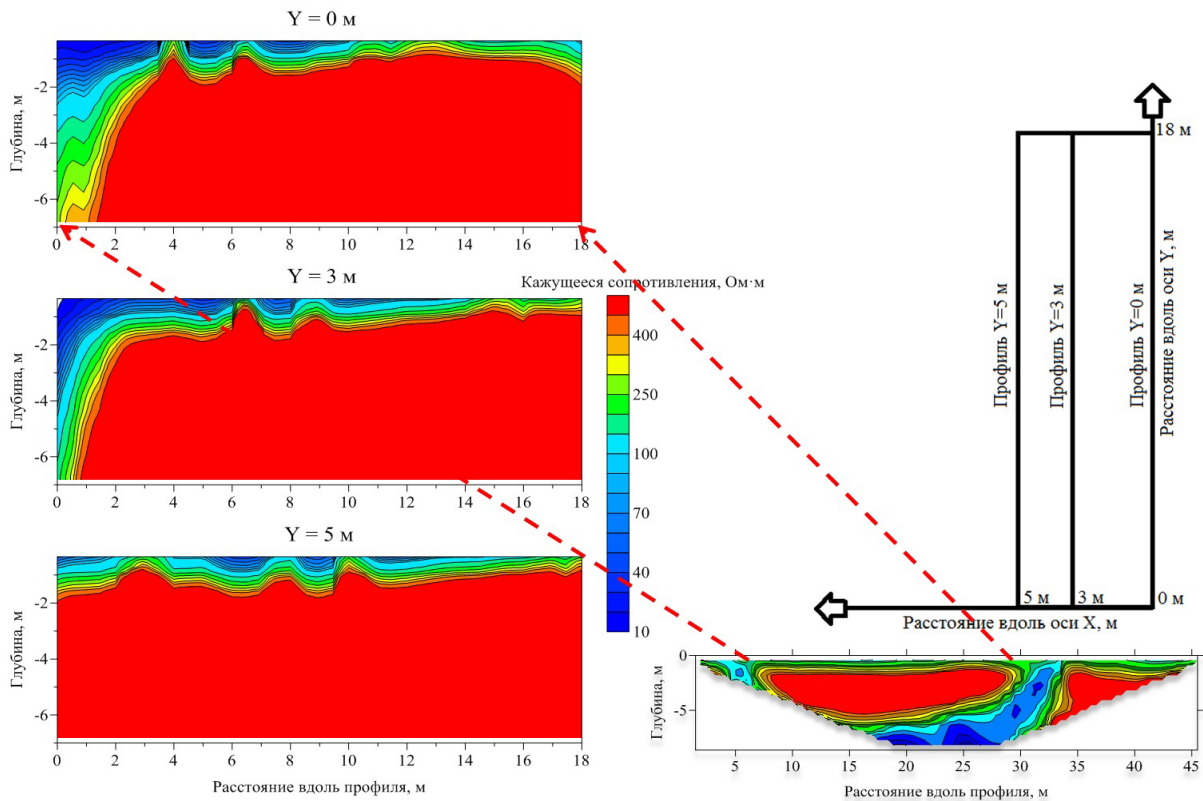 Y = 0 м
Глубина, м
-2
-4
-6
0 2 4 6 8 10 12 14 16 18
Y = 3 м
Глубина, м
-2
-4
-6
0 2 4 6 8 10 12 14 16 18
Y = 5 м
Глубина, м
-2
-4
-6
0 2 4 6 8 10 12 14 16 18
Расстояние вдоль профиля, м
Кажущееся сопротивления, Ом·м
400
250
100
70
40
10
18 м
Профиль Y=5 м
Профиль Y=3 м
Профиль Y=0 м
Расстояние вдоль оси Y, м
5 м
3 м
0 м
Расстояние вдоль оси X, м
Глубина, м
0
-5
5 10 15 20 25 30 35 40 45
Расстояние вдоль профиля, м